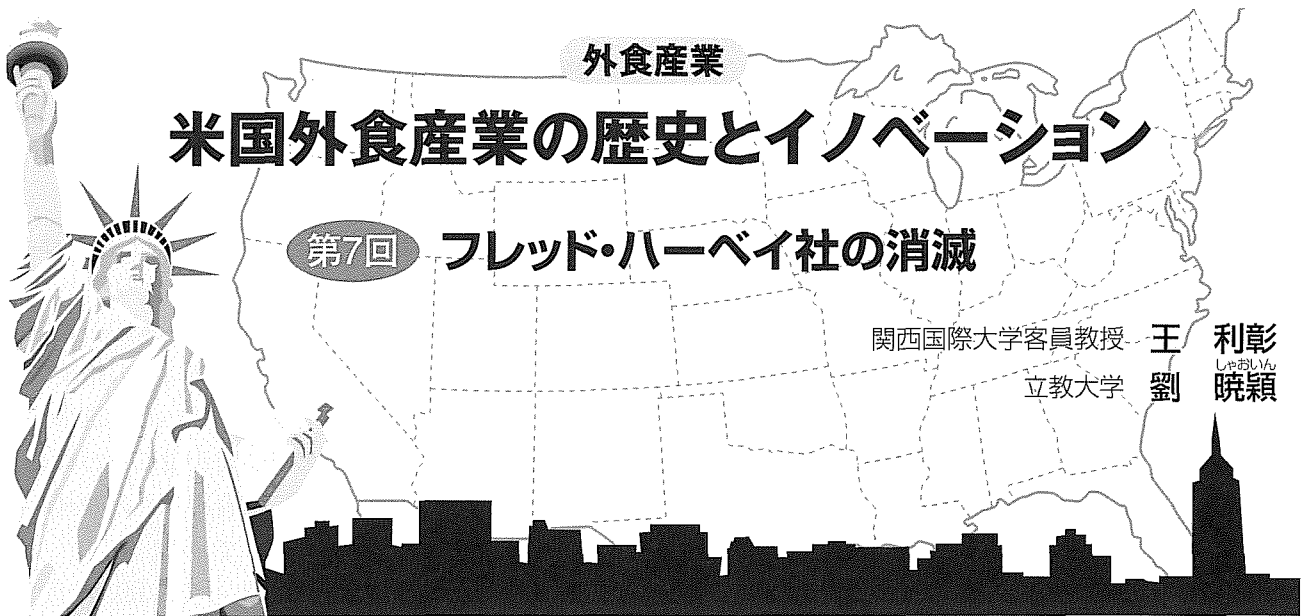 外食産業
米国外食産業の歴史とイノベーション
第7回 フレッド・ハーベイ社の消滅
関西国際大学客員教授 王 利彰
しゃおいん
立教大学 劉 暁穎